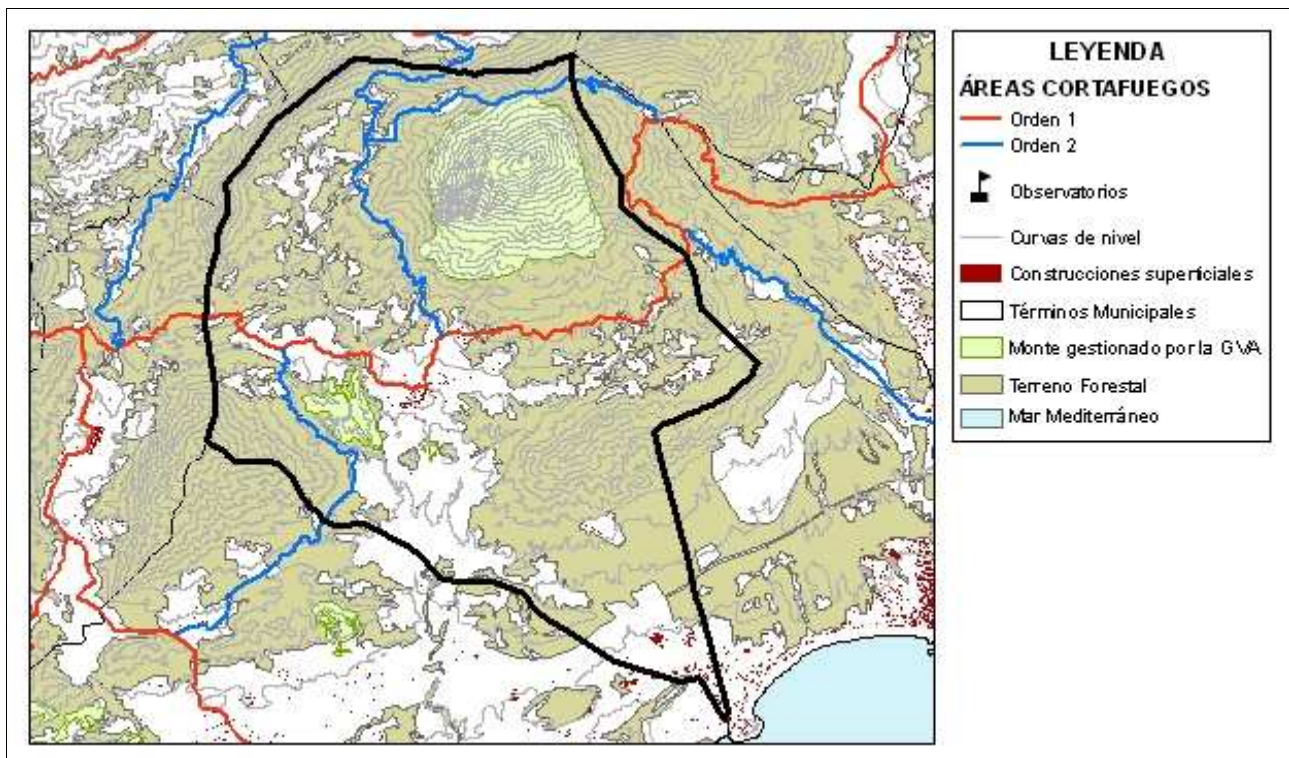 LEYENDA
ÁREAS CORTAFUEGOS
Orden 1
Orden 2
Observatorios
Curvas de nivel
Construcciones superficiales
Términos Municipales
Monte gestionado por la GVA
Terreno Forestal
Mar Mediterráneo